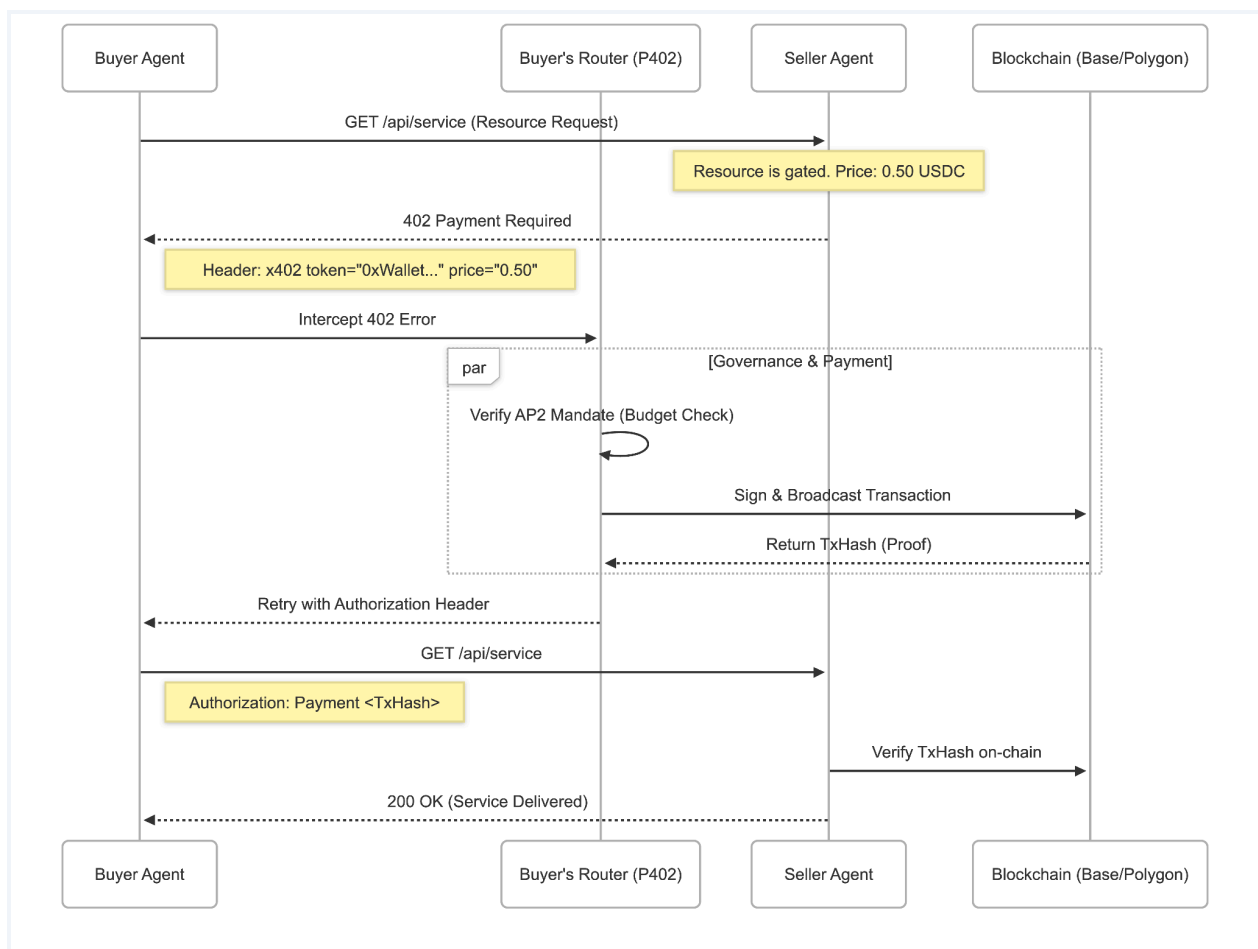 Buyer Agent
Buyer's Router (P402)
Seller Agent
Blockchain (Base/Polygon)
GET /api/service (Resource Request)
Resource is gated. Price: 0.50 USDC
402 Payment Required
Header: x402 token="0xWallet..." price="0.50"
Intercept 402 Error
par
[Governance & Payment]
Verify AP2 Mandate (Budget Check)
Sign & Broadcast Transaction
Return TxHash (Proof)
Retry with Authorization Header
GET /api/service
Authorization: Payment <TxHash>
Verify TxHash on-chain
200 OK (Service Delivered)
Buyer Agent
Buyer's Router (P402)
Seller Agent
Blockchain (Base/Polygon)